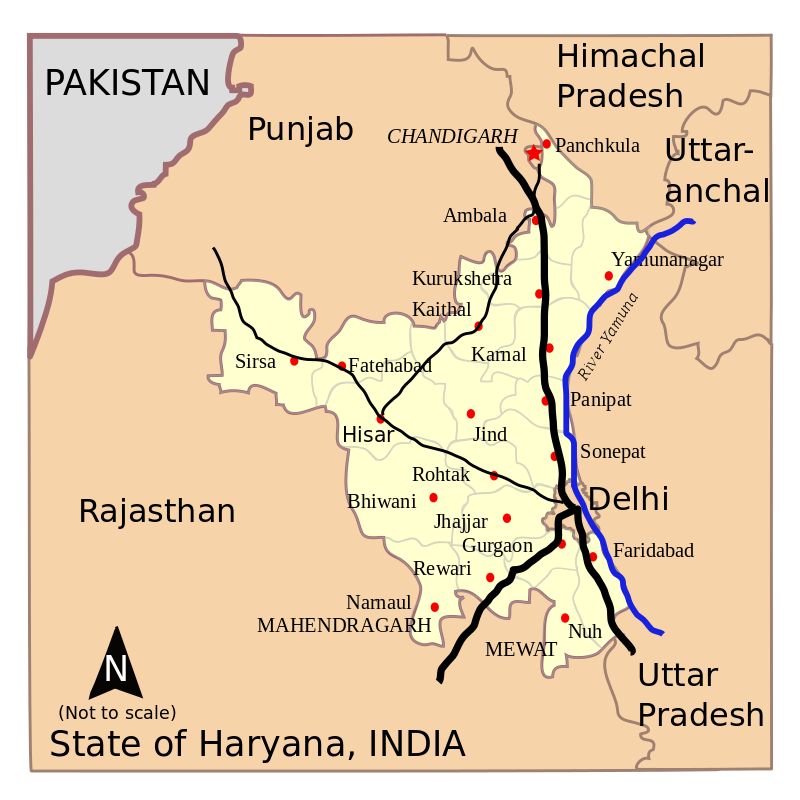 Himachal
Pradesh
PAKISTAN
Punjab
CHANDIGARH
Panchkula
Uttar-
anchal
Ambala
Yamunanagar
Kurukshetra
Kaithal
River Yamuna
Karnal
Sirsa
Fatehabad
Panipat
Hisar
Jind
Sonepat
Rohtak
Bhiwani
Delhi
Rajasthan
Jhajjar
Gurgaon
Faridabad
Rewari
Narnaul
MAHENDRAGARH
Nuh
MEWAT
N
Uttar
Pradesh
(Not to scale)
State of Haryana, INDIA